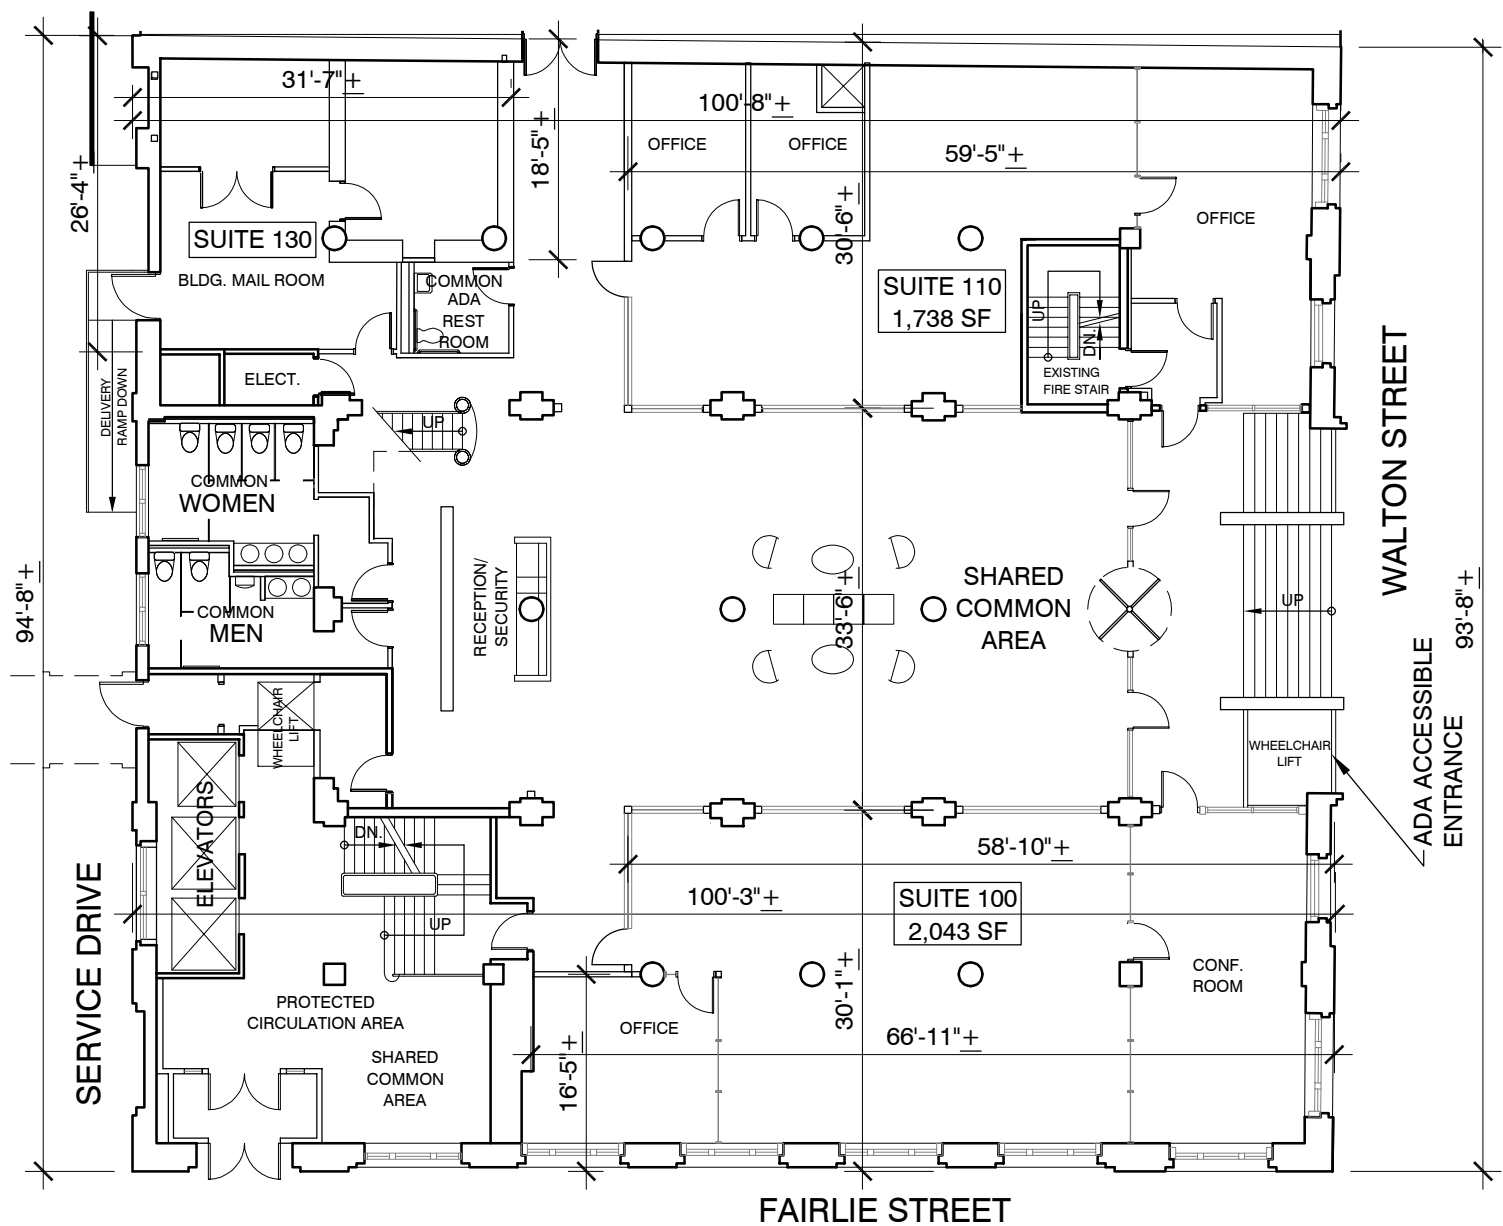 31'-7"±
100'-8"±
18'-5"±
59'-5"±
26'-4"±
30'-6"±
OFFICE
OFFICE
OFFICE
SUITE 130
BLDG. MAIL ROOM
COMMON
ADA
REST
ROOM
SUITE 110
1,738 SF
UP
DN.
EXISTING
FIRE STAIR
ELECT.
DELIVERY
RAMP DOWN
UP
COMMON
WOMEN
COMMON
MEN
RECEPTION/
SECURITY
SHARED
COMMON
AREA
33'-6"±
UP
WALTON STREET
94'-8"±
93'-8"±
WHEELCHAIR
LIFT
WHEELCHAIR
LIFT
ADA ACCESSIBLE
ENTRANCE
ELEVATORS
DN.
UP
58'-10"±
100'-3"±
SUITE 100
2,043 SF
SERVICE DRIVE
CONF.
ROOM
PROTECTED
CIRCULATION AREA
OFFICE
30'-1"±
66'-11"±
16'-5"±
SHARED
COMMON
AREA
FAIRLIE STREET